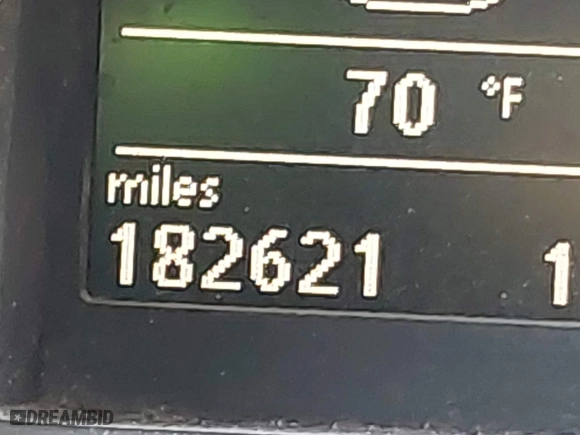 70 °F
miles
182621 1
DREAMBID